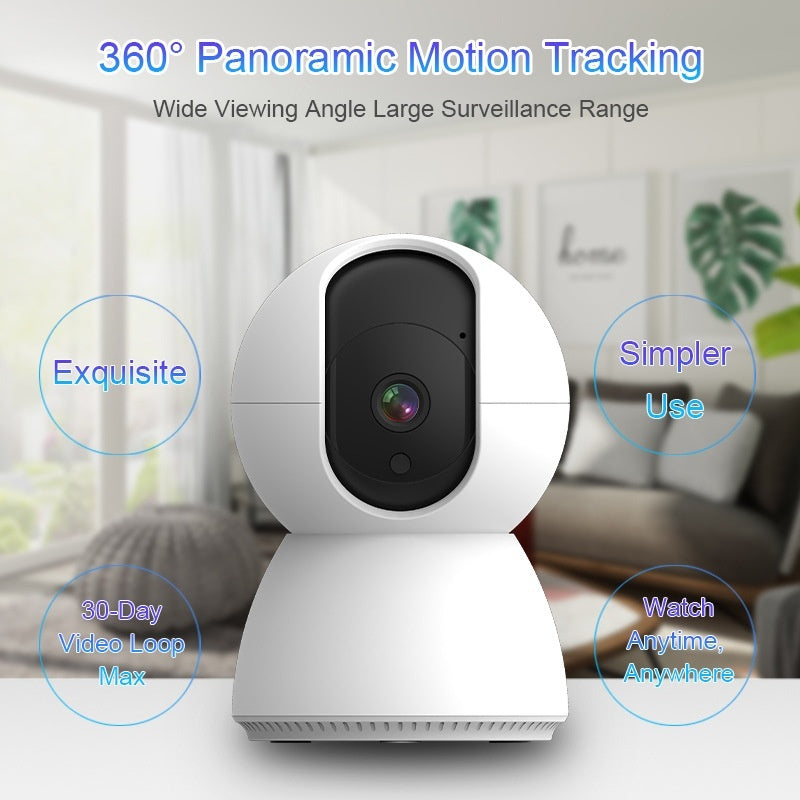 360° Panoramic Motion Tracking
Wide Viewing Angle Large Surveillance Range
home
Exquisite
Simpler
Use
30-Day
Video Loop
Max
Watch
Anytime,
Anywhere